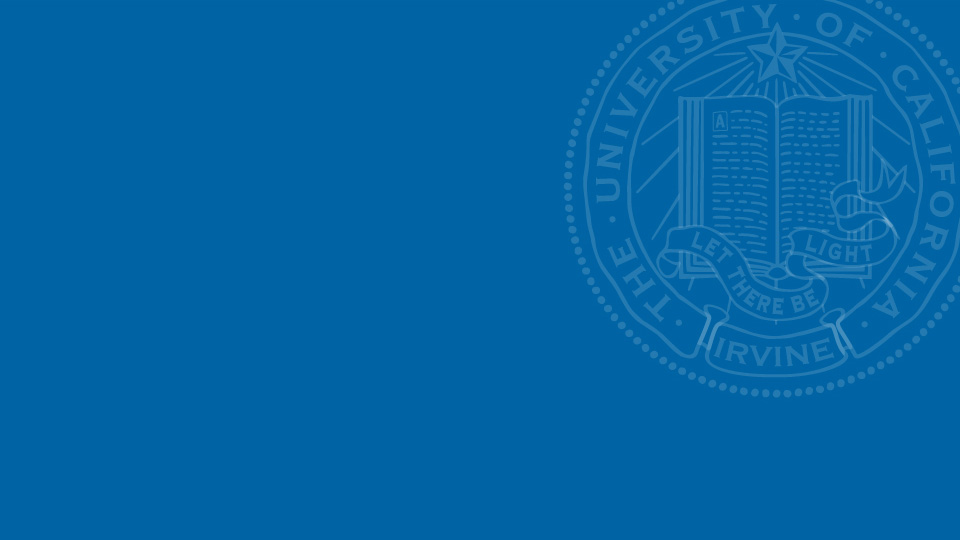 THE · UNIVERSITY · OF · CALIFORNIA
A
LET THERE BE LIGHT
IRVINE